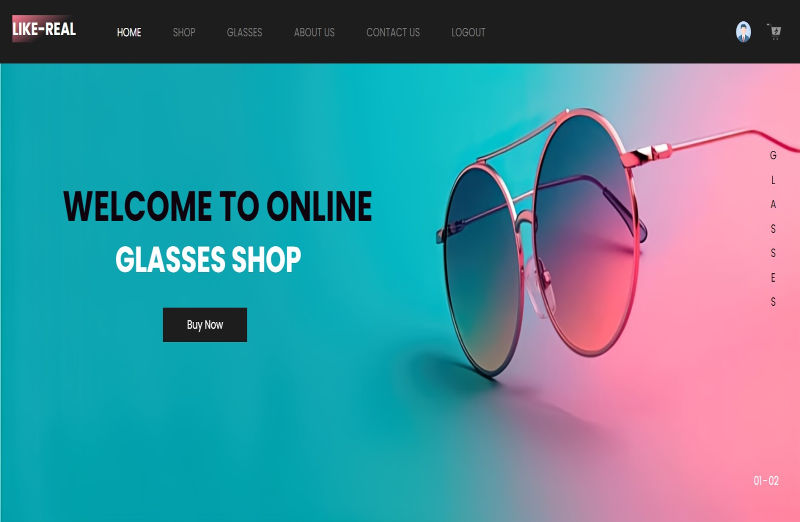 LIKE-REAL
HOME SHOP GLASSES ABOUT US CONTACT US LOGOUT
WELCOME TO ONLINE
GLASSES SHOP
Buy Now
G
L
A
S
S
E
S
01 - 02